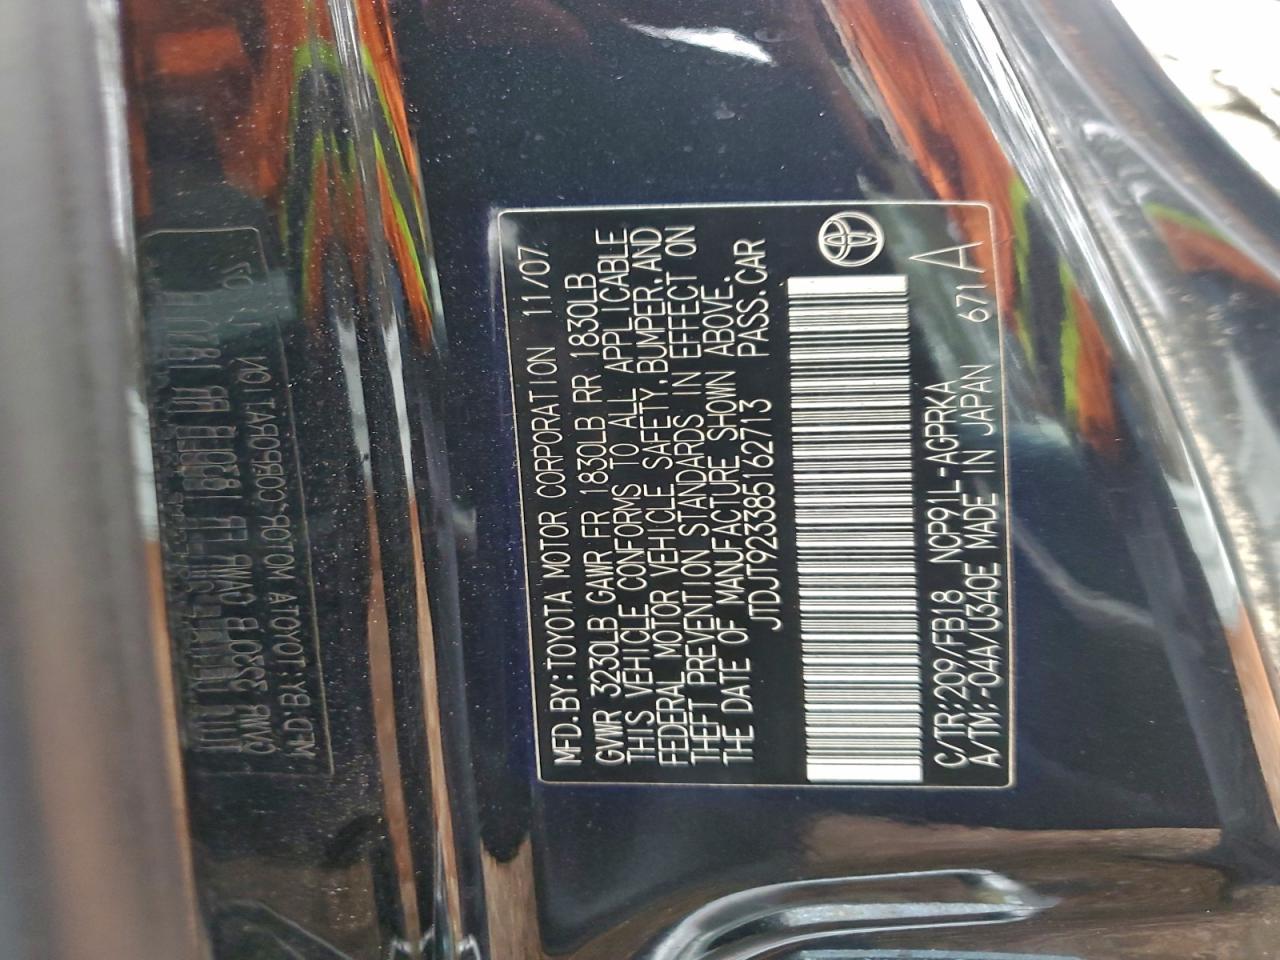 MFD.BY:TOYOTA MOTOR CORPORATION 11/07
GVWR 3230LB GAWR FR 1830LB RR 1830LB
THIS VEHICLE CONFORMS TO ALL APPLICABLE
FEDERAL MOTOR VEHICLE SAFETY,BUMPER,AND
THEFT PREVENTION STANDARDS IN EFFECT ON
THE DATE OF MANUFACTURE SHOWN ABOVE.
JTDJT923385162713 PASS.CAR
C/TR:209/FB18 NCP91L-AGPRKA
A/TM:-04A/U340E MADE IN JAPAN 671A